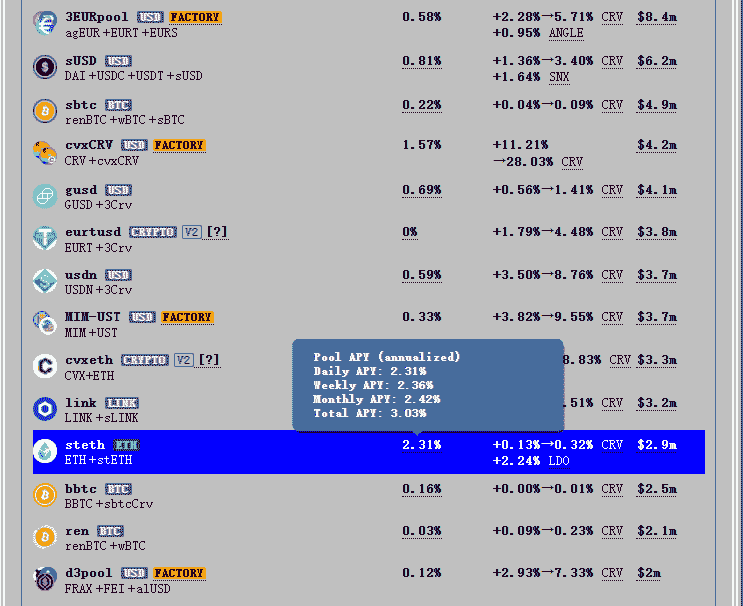 3EURpool USD FACTORY 0.58% +2.28%→5.71% CRV $8.4m
agEUR+EURT+EURS +0.95% ANGLE
sUSD USD 0.81% +1.36%→3.40% CRV $6.2m
DAI+USDC+USDT+sUSD +1.64% SNX
sbtc BTC 0.22% +0.04%→0.09% CRV $4.9m
renBTC+wBTC+sBTC
cvxCRV USD FACTORY 1.57% +11.21% $4.2m
CRV+cvxCRV →28.03% CRV
gusd USD 0.69% +0.56%→1.41% CRV $4.1m
GUSD+3Crv
eurtusd CRYPTO V2 [?] 0% +1.79%→4.48% CRV $3.8m
EURT+3Crv
usdn USD 0.59% +3.50%→8.76% CRV $3.7m
USDN+3Crv
MIM-UST USD FACTORY 0.33% +3.82%→9.55% CRV $3.7m
MIM+UST
Pool APY (annualized)
Daily APY: 2.31%
Weekly APY: 2.36%
Monthly APY: 2.42%
Total APY: 3.03%
cvxeth CRYPTO V2 [?] 8.83% CRV $3.3m
CVX+ETH
link LINK .51% CRV $3.2m
LINK+sLINK
steth ETH 2.31% +0.13%→0.32% CRV $2.9m
ETH+stETH +2.24% LDO
bbtc BTC 0.16% +0.00%→0.01% CRV $2.5m
BBTC+sbtcCrv
ren BTC 0.03% +0.09%→0.23% CRV $2.1m
renBTC+wBTC
d3pool USD FACTORY 0.12% +2.93%→7.33% CRV $2m
FRAX+FEI+alUSD